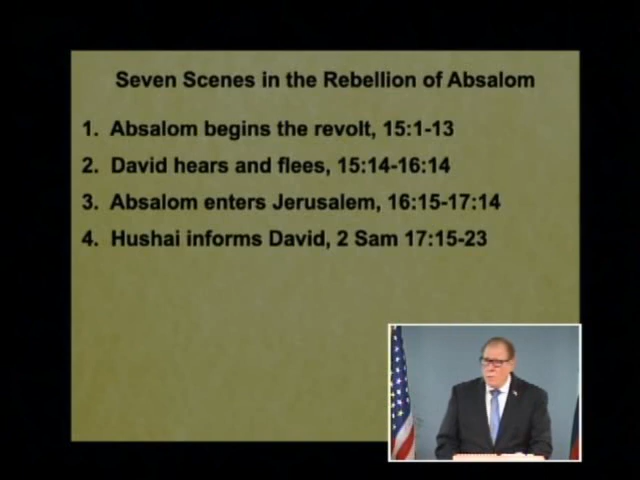 Seven Scenes in the Rebellion of Absalom
1. Absalom begins the revolt, 15:1-13
2. David hears and flees, 15:14-16:14
3. Absalom enters Jerusalem, 16:15-17:14
4. Hushai informs David, 2 Sam 17:15-23